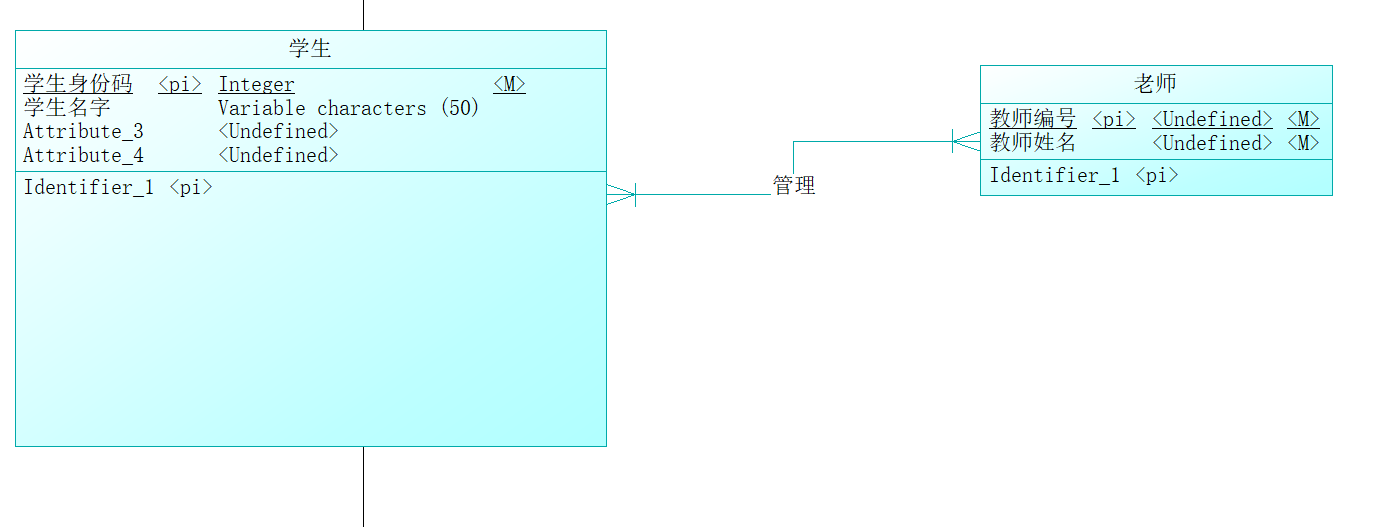 学生
学生身份码 <pi> Integer <M>
学生名字 Variable characters (50)
Attribute_3 <Undefined>
Attribute_4 <Undefined>
Identifier_1 <pi>
管理
老师
教师编号 <pi> <Undefined> <M>
教师姓名 <Undefined> <M>
Identifier_1 <pi>